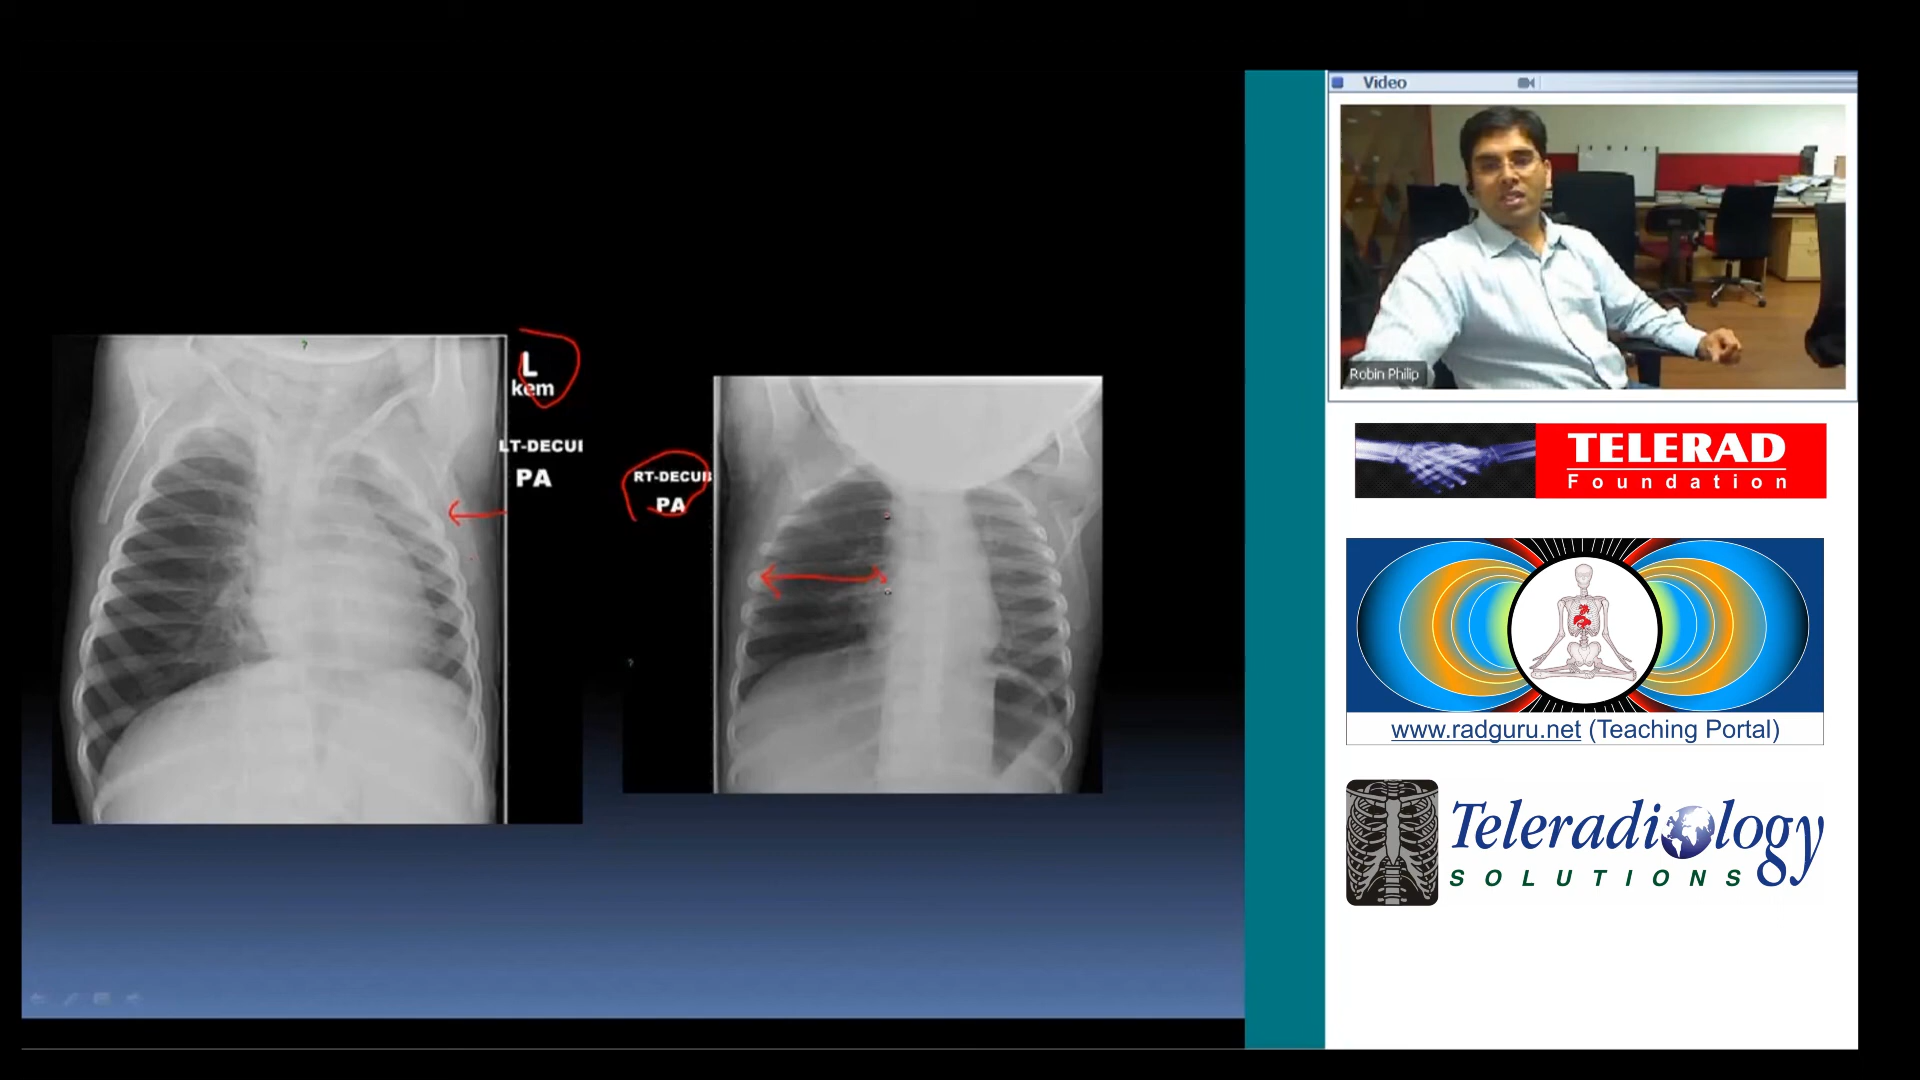 ?
L
kem
LT-DECUI
PA
RT-DECUB
PA
?
Video
Robin Philip
TELERAD
Foundation
www.radguru.net (Teaching Portal)
Teleradiology
SOLUTIONS